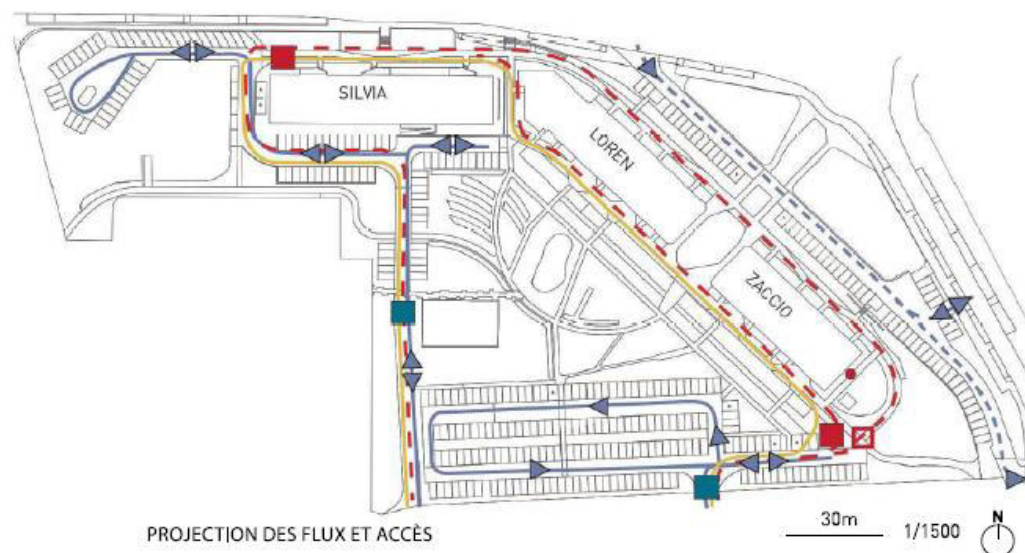 SILVIA
LOREN
ZACCIO
PROJECTION DES FLUX ET ACCÈS
30m
1/1500
N